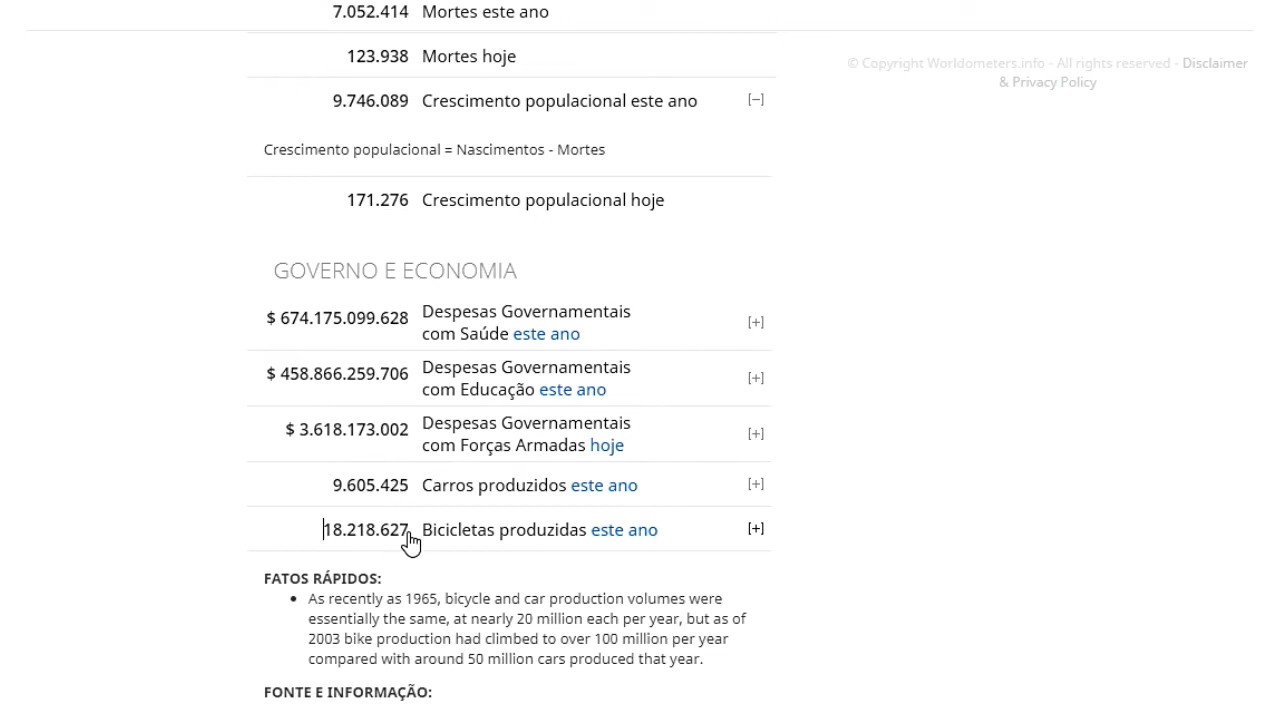 7.052.414 Mortes este ano
123.938 Mortes hoje
© Copyright Worldometers.info - All rights reserved - Disclaimer
& Privacy Policy
9.746.089 Crescimento populacional este ano [−]
Crescimento populacional = Nascimentos - Mortes
171.276 Crescimento populacional hoje
GOVERNO E ECONOMIA
$ 674.175.099.628 Despesas Governamentais
com Saúde este ano [+]
$ 458.866.259.706 Despesas Governamentais
com Educação este ano [+]
$ 3.618.173.002 Despesas Governamentais
com Forças Armadas hoje [+]
9.605.425 Carros produzidos este ano [+]
18.218.627 Bicicletas produzidas este ano [+]
FATOS RÁPIDOS:
• As recently as 1965, bicycle and car production volumes were
essentially the same, at nearly 20 million each per year, but as of
2003 bike production had climbed to over 100 million per year
compared with around 50 million cars produced that year.
FONTE E INFORMAÇÃO: